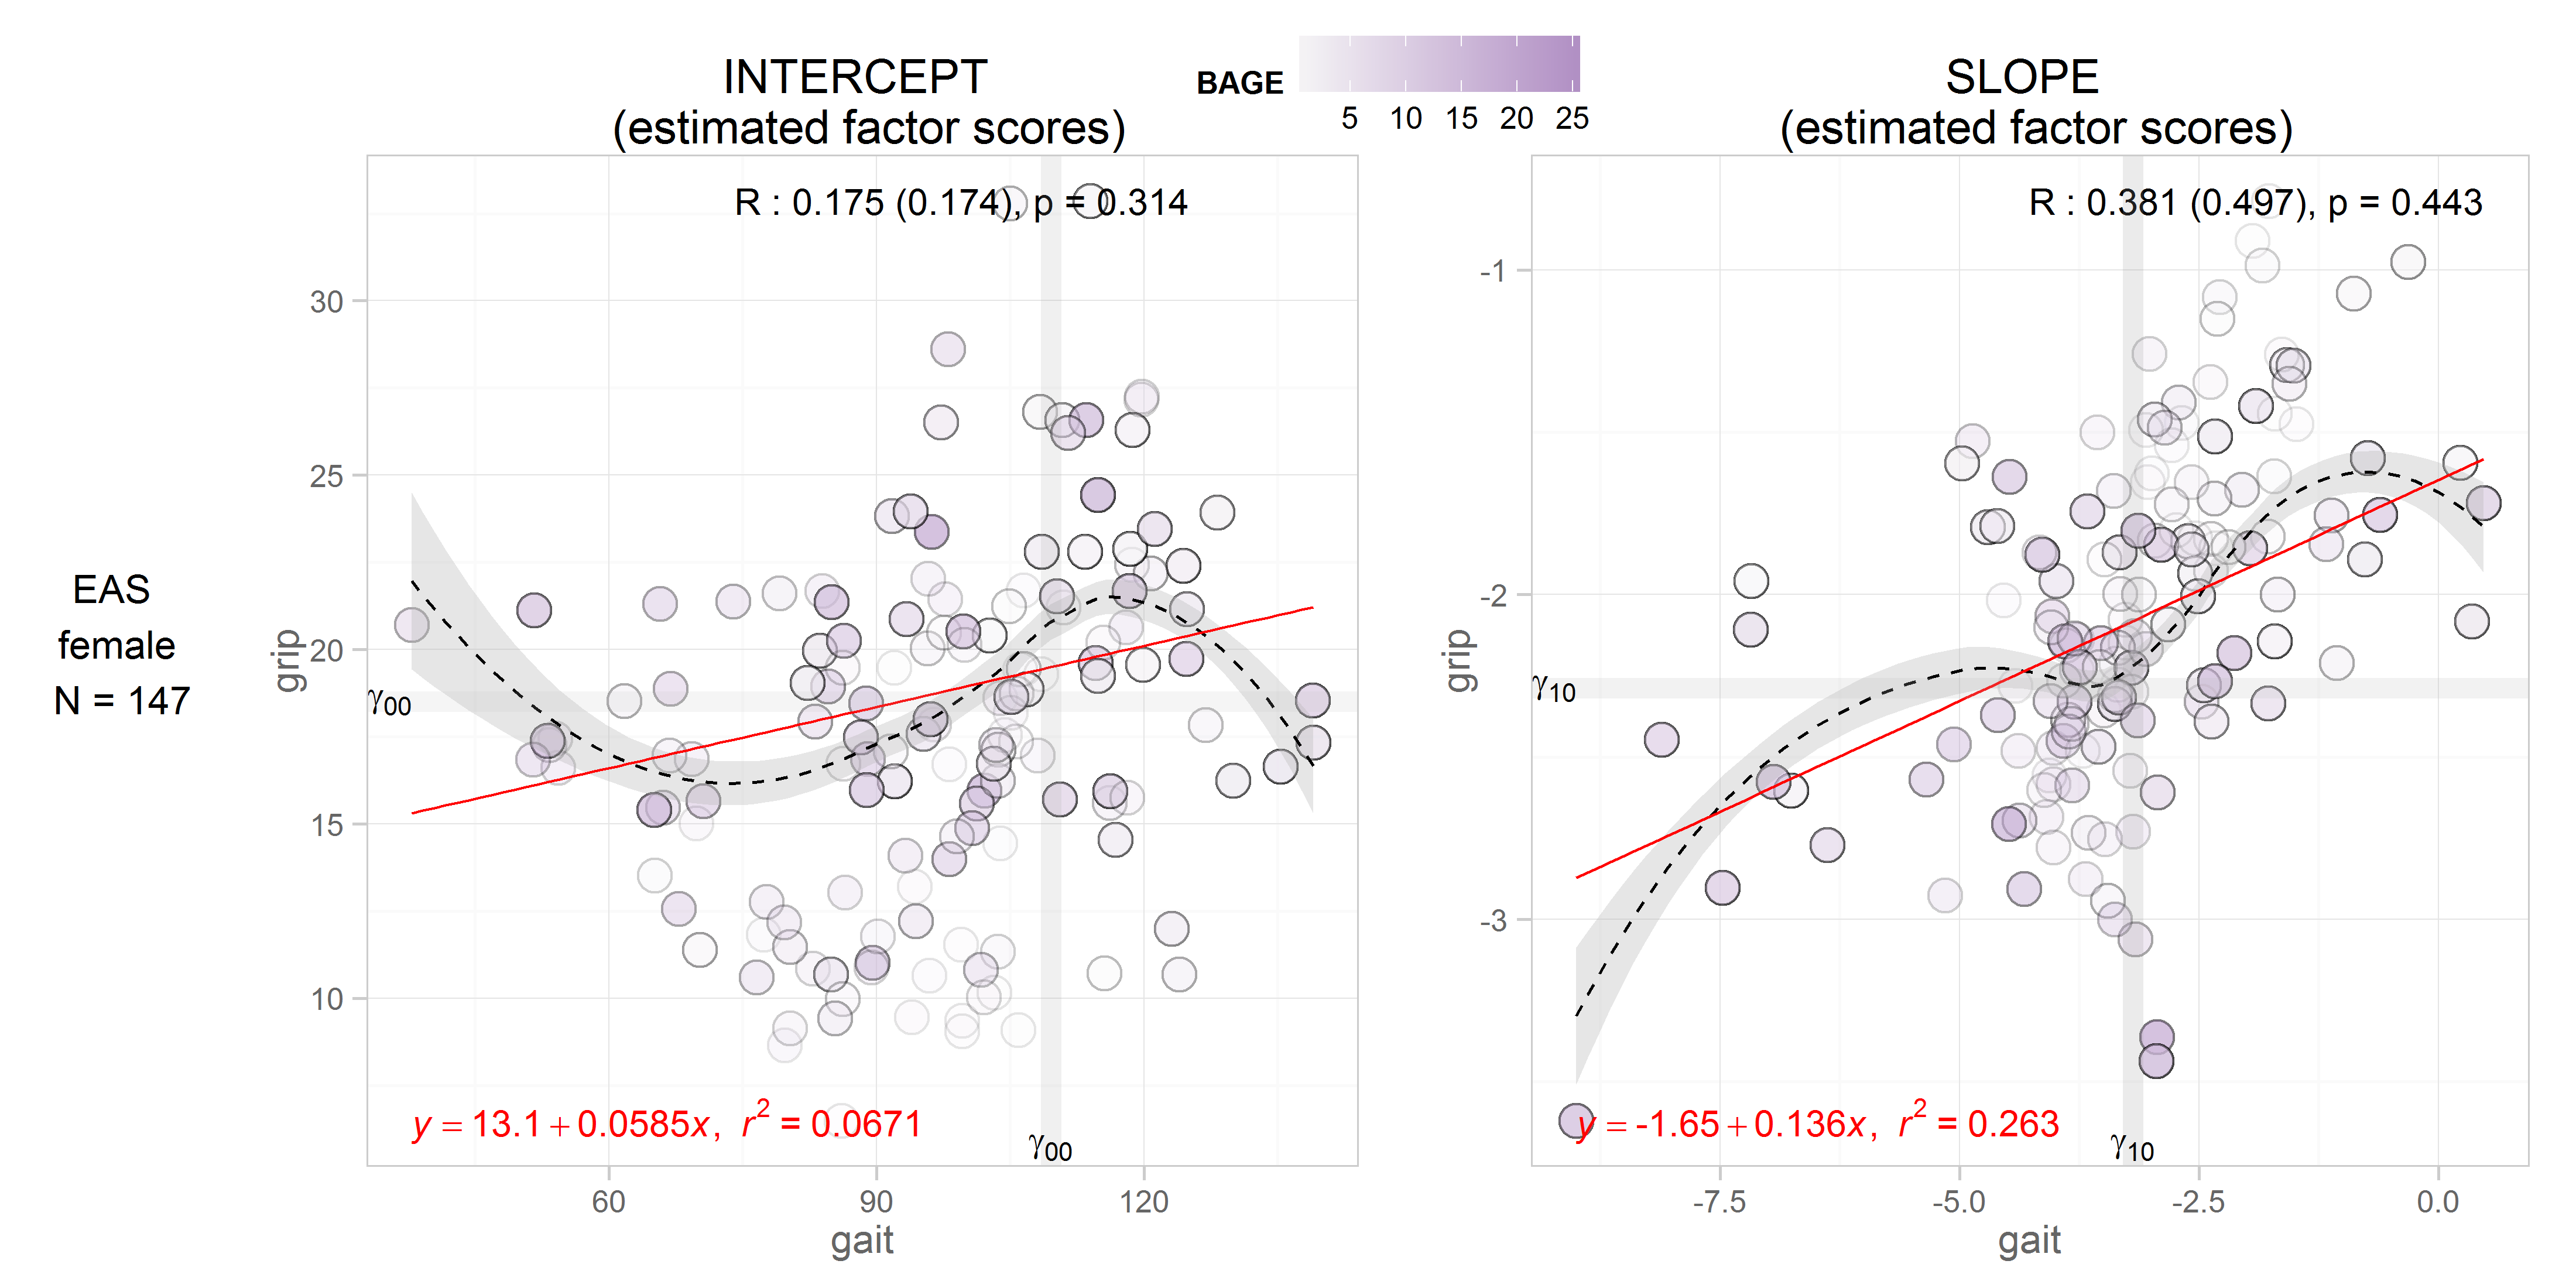 INTERCEPT
(estimated factor scores)
BAGE
5 10 15 20 25
SLOPE
(estimated factor scores)
EAS
female
N = 147
R : 0.175 (0.174), p = 0.314
30
25
20
15
10
grip
γ00
γ00
y = 13.1 + 0.0585x, r² = 0.0671
60 90 120
gait
R : 0.381 (0.497), p = 0.443
-1
-2
-3
grip
γ10
γ10
y = -1.65 + 0.136x, r² = 0.263
-7.5 -5.0 -2.5 0.0
gait